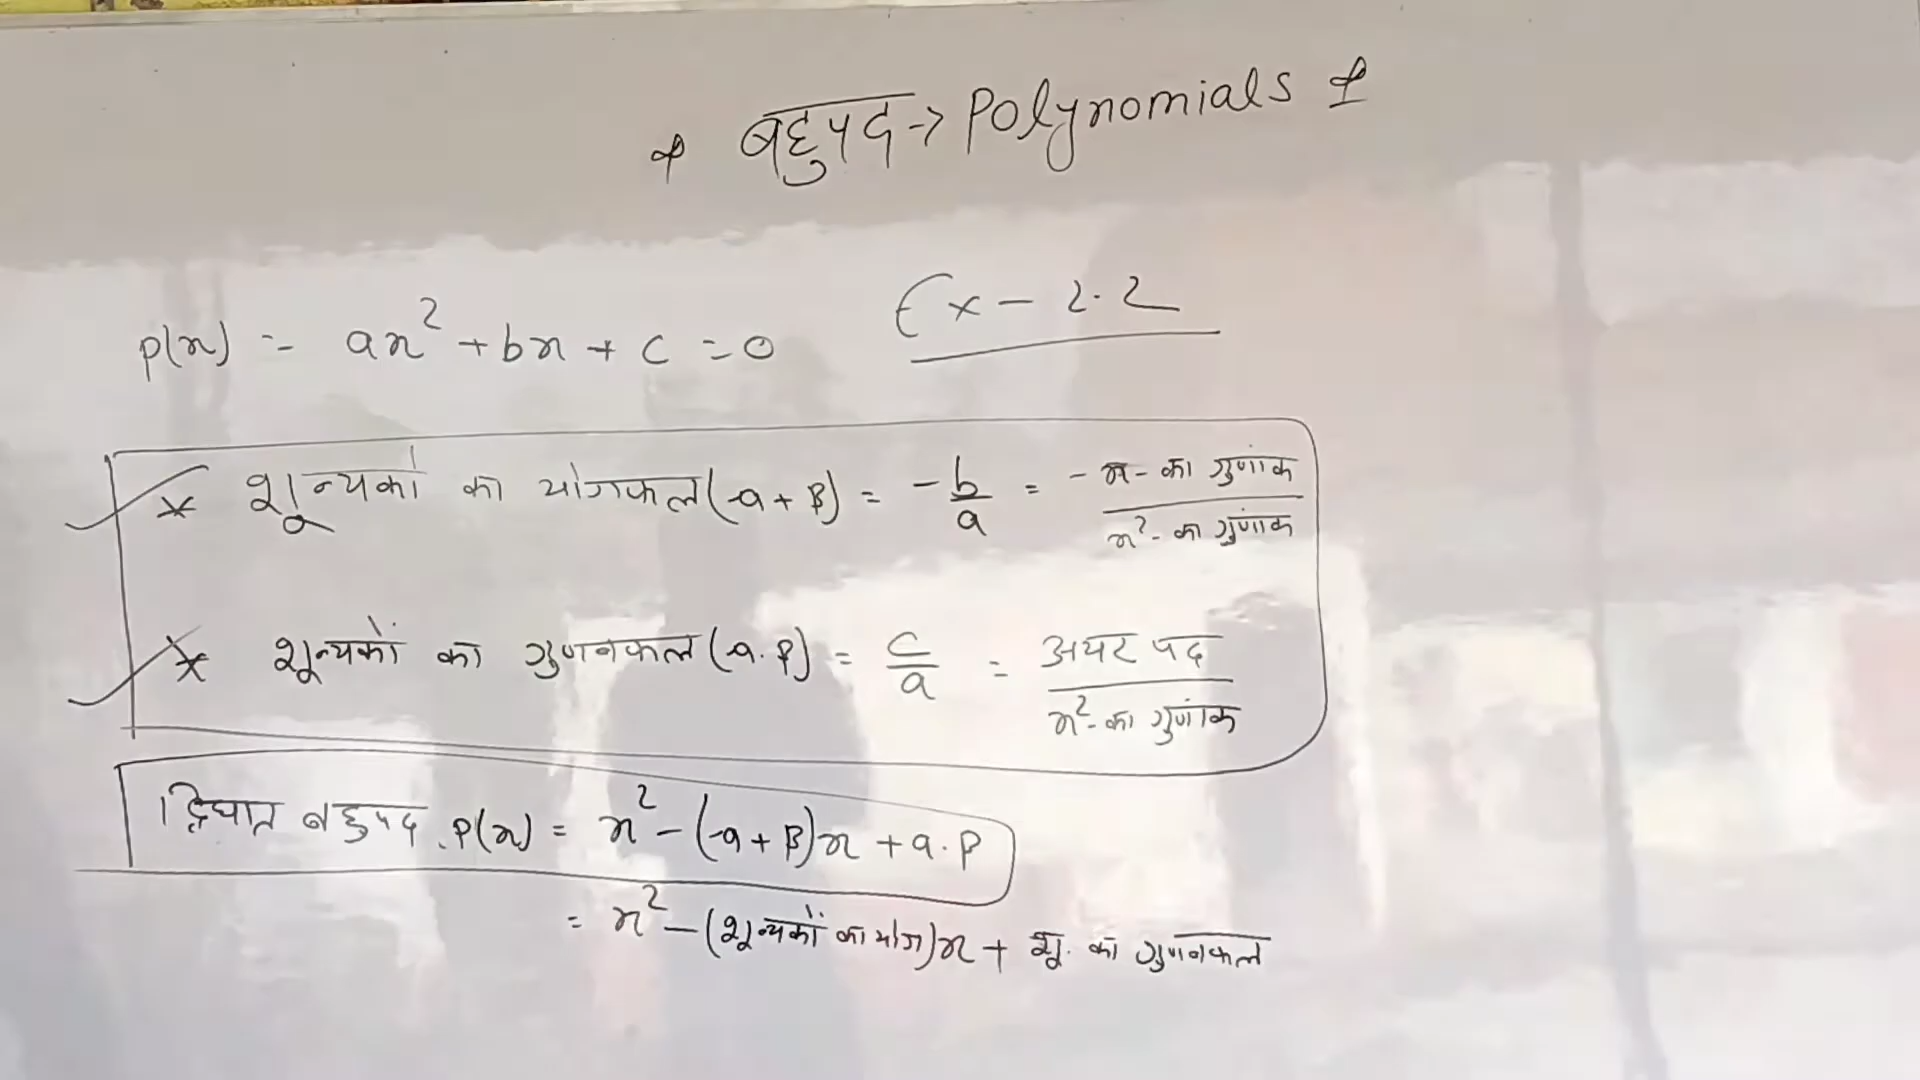 * बहुपद -> Polynomials *
Ex - 2.2
p(x) = ax² + bx + c = 0
* शून्यकों का योगफल (α + β) = -b/a = - x - का गुणांक / x² - का गुणांक
* शून्यकों का गुणनफल (α . β) = c/a = अचर पद / x² - का गुणांक
द्विघात बहुपद . p(x) = x² - (α + β)x + α . β
= x² - (शून्यकों का योग)x + शू. का गुणनफल